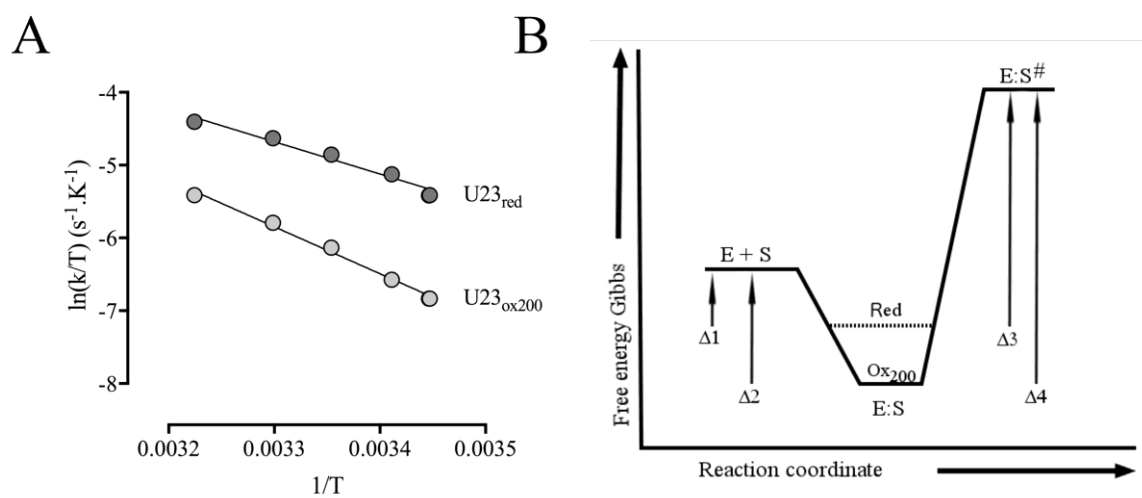 A
-4
-5
-6
-7
-8
ln(k/T) (s⁻¹.K⁻¹)
U23red
U23ox200
0.0032
0.0033
0.0034
0.0035
1/T
B
Free energy Gibbs
E + S
Δ1
Δ2
Red
Ox₂₀₀
E:S
E:S#
Δ3
Δ4
Reaction coordinate